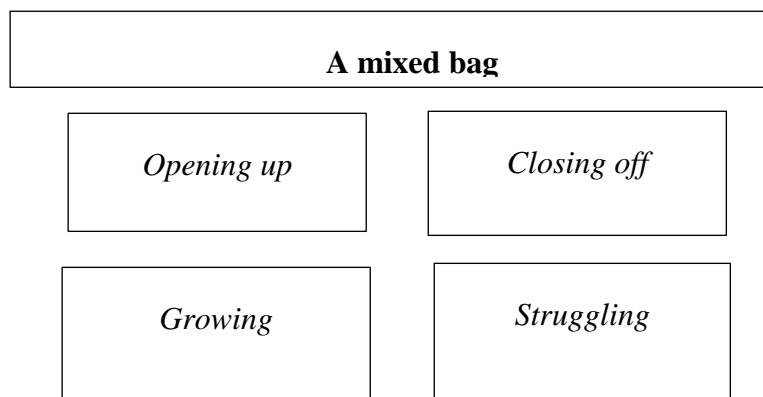 A mixed bag
Opening up
Closing off
Growing
Struggling